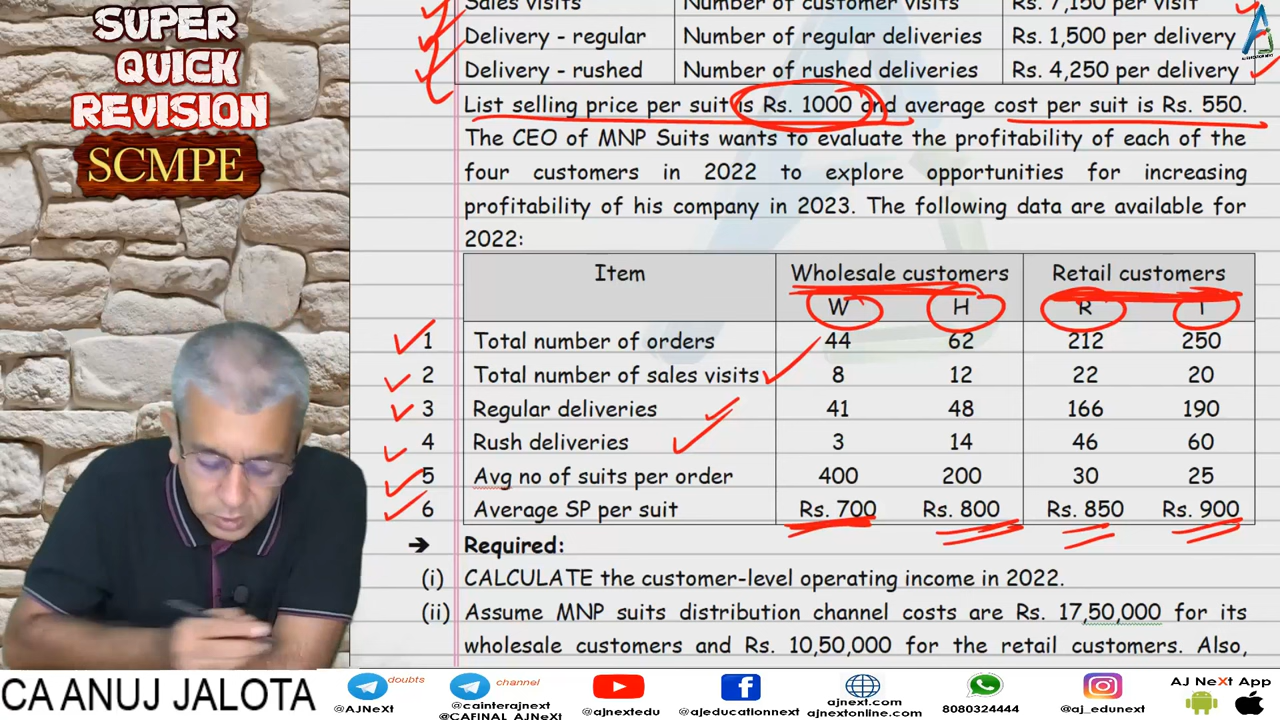 SUPER
QUICK
REVISION
SCMPE
Sales visits Number of customer visits Rs. 7,150 per visit
Delivery - regular Number of regular deliveries Rs. 1,500 per delivery
Delivery - rushed Number of rushed deliveries Rs. 4,250 per delivery
List selling price per suit is Rs. 1000 and average cost per suit is Rs. 550.
The CEO of MNP Suits wants to evaluate the profitability of each of the
four customers in 2022 to explore opportunities for increasing
profitability of his company in 2023. The following data are available for
2022:
Item Wholesale customers Retail customers
W H R I
1 Total number of orders 44 62 212 250
2 Total number of sales visits 8 12 22 20
3 Regular deliveries 41 48 166 190
4 Rush deliveries 3 14 46 60
5 Avg no of suits per order 400 200 30 25
6 Average SP per suit Rs. 700 Rs. 800 Rs. 850 Rs. 900
➔ Required:
(i) CALCULATE the customer-level operating income in 2022.
(ii) Assume MNP suits distribution channel costs are Rs. 17,50,000 for its
wholesale customers and Rs. 10,50,000 for the retail customers. Also,
CA ANUJ JALOTA
doubts
@AJNeXt
channel
@cainterajnext
@CAFINAL_AJNeXt
@ajnextedu
@ajeducationnext
ajnext.com
ajnextonline.com
8080324444
@aj_edunext
AJ NeXt App